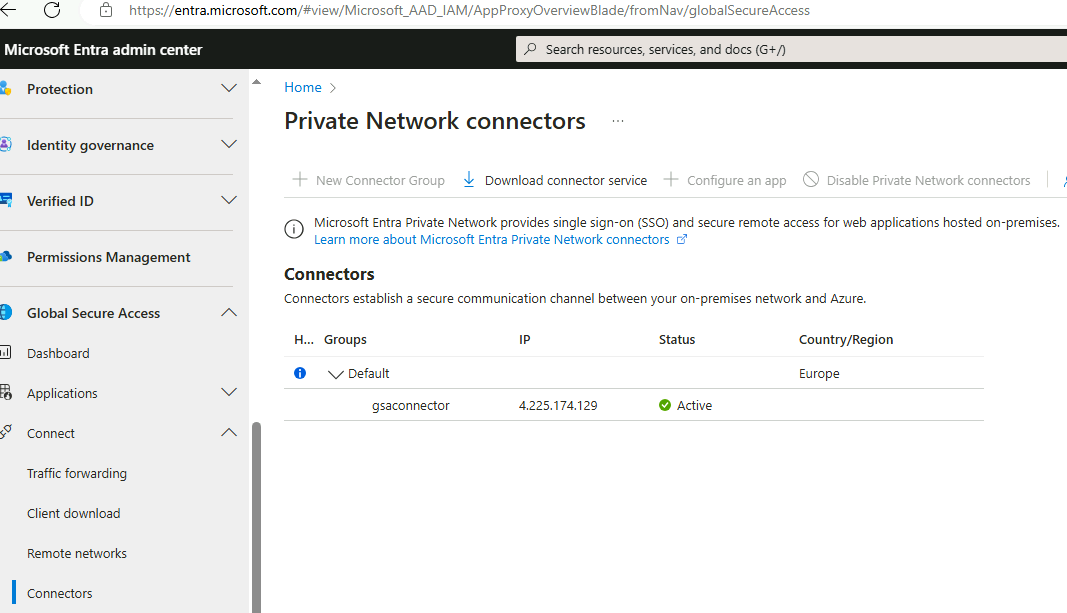 https://entra.microsoft.com/#view/Microsoft_AAD_IAM/AppProxyOverviewBlade/fromNav/globalSecureAccess
Microsoft Entra admin center
Search resources, services, and docs (G+/)
Protection
Identity governance
Verified ID
Permissions Management
Global Secure Access
Dashboard
Applications
Connect
Traffic forwarding
Client download
Remote networks
Connectors
Home >
Private Network connectors ...
New Connector Group Download connector service Configure an app Disable Private Network connectors
Microsoft Entra Private Network provides single sign-on (SSO) and secure remote access for web applications hosted on-premises.
Learn more about Microsoft Entra Private Network connectors
Connectors
Connectors establish a secure communication channel between your on-premises network and Azure.
H... Groups IP Status Country/Region
Default Europe
gsaconnector 4.225.174.129 Active